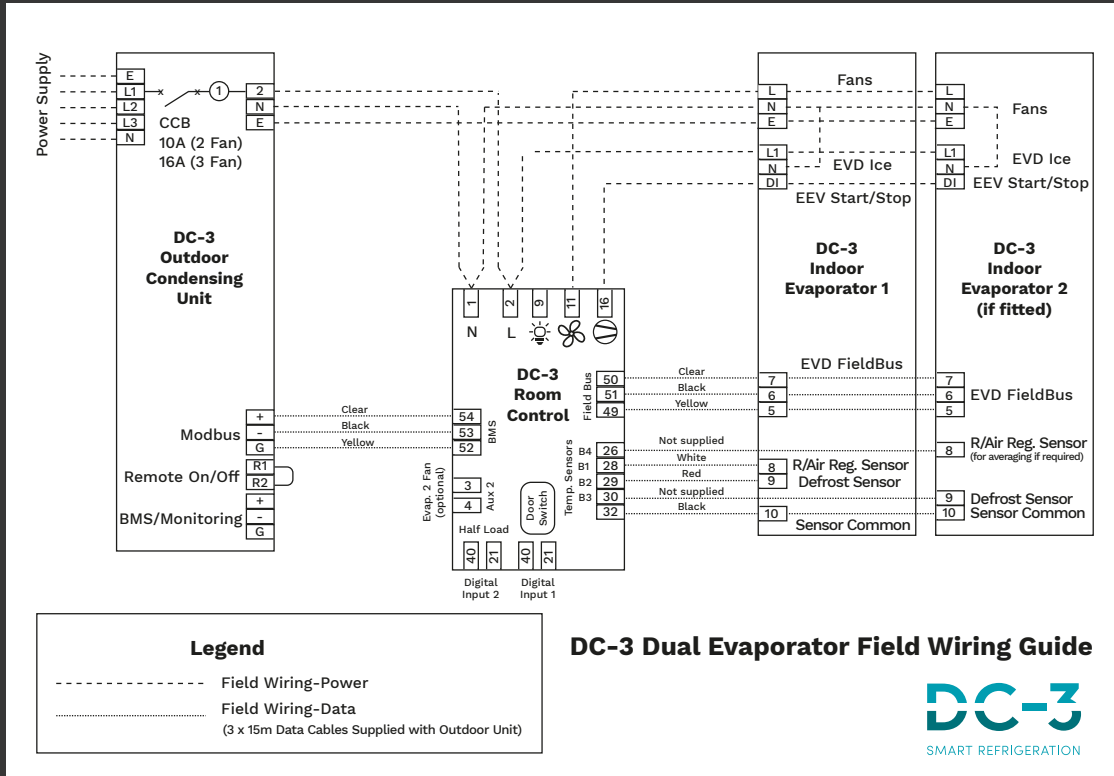 Power Supply
E
L1
L2
L3
N
1
2
N
E
CCB
10A (2 Fan)
16A (3 Fan)
DC-3
Outdoor
Condensing
Unit
Modbus
+
-
G
Remote On/Off
R1
R2
BMS/Monitoring
+
-
G
Clear
Black
Yellow
1
2
9
11
16
N
L
DC-3
Room
Control
54
53
52
BMS
Evap. 2 Fan
(optional)
3
4
Aux 2
Half Load
40
21
40
21
Door
Switch
Digital
Input 2
Digital
Input 1
Field Bus
50
51
49
Temp. Sensors
B4
B1
B2
B3
26
28
29
30
32
Clear
Black
Yellow
Not supplied
White
Red
Not supplied
Black
Fans
L
N
E
L1
N
DI
EVD Ice
EEV Start/Stop
DC-3
Indoor
Evaporator 1
EVD FieldBus
7
6
5
8
9
R/Air Reg. Sensor
Defrost Sensor
10
Sensor Common
L
N
E
Fans
L1
N
DI
EVD Ice
EEV Start/Stop
DC-3
Indoor
Evaporator 2
(if fitted)
7
6
5
EVD FieldBus
8
R/Air Reg. Sensor
(for averaging if required)
9
10
Defrost Sensor
Sensor Common
Legend
Field Wiring-Power
Field Wiring-Data
(3 x 15m Data Cables Supplied with Outdoor Unit)
DC-3 Dual Evaporator Field Wiring Guide
DC-3
SMART REFRIGERATION